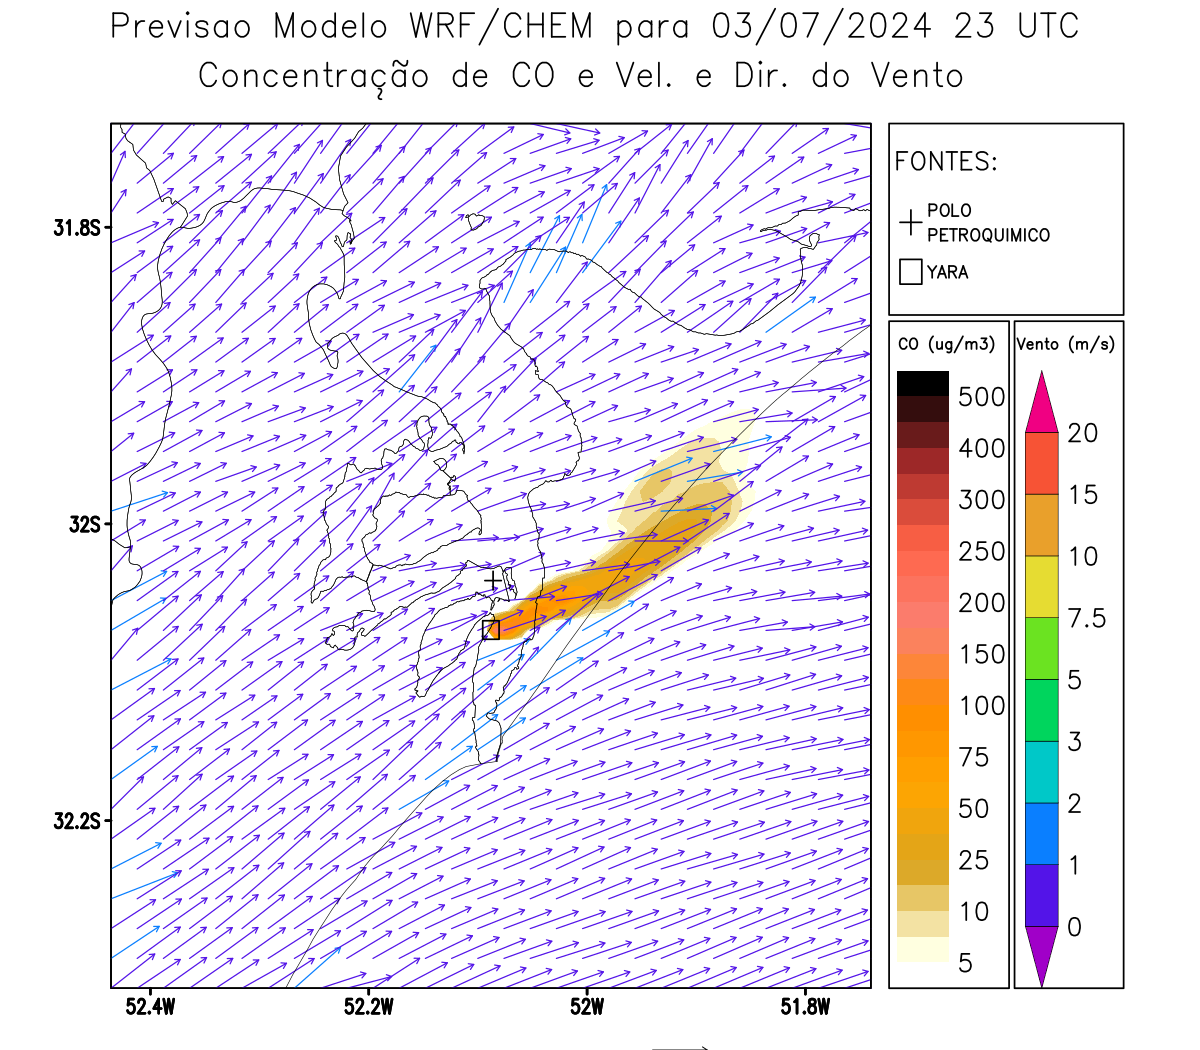 Previsao Modelo WRF/CHEM para 03/07/2024 23 UTC
Concentração de CO e Vel. e Dir. do Vento
FONTES:
POLO
PETROQUIMICO
YARA
CO (ug/m3)
500
400
300
250
200
150
100
75
50
25
10
5
Vento (m/s)
20
15
10
7.5
5
3
2
1
0
31.8S
32S
32.2S
52.4W
52.2W
52W
51.8W